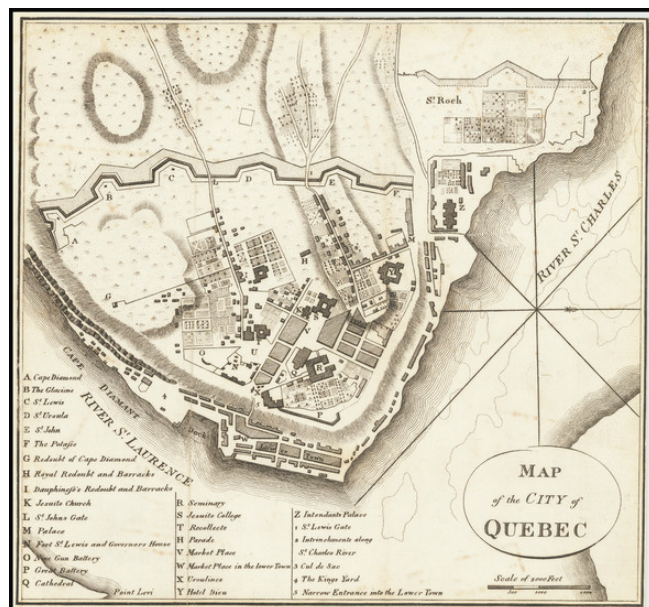 St. Roch
RIVER St. CHARLES
CAPE DIAMANT
RIVER St. LAURENCE
Dock
MAP
of the CITY of
QUEBEC
Scale of 2000 Feet
A Cape Diamond
B The Glaciere
C St. Lewis
D St. Ursula
E St. John
F The Potasse
G Redoubt of Cape Diamond
H Royal Redoubt and Barracks
I Dauphiness's Redoubt and Barracks
K Jesuits Church
L St. Johns Gate
M Palace
N Fort St. Lewis and Governors House
O Nine Gun Battery
P Great Battery
Q Cathedral
Point Levi
R Seminary
S Jesuits College
T Recollects
H Parade
V Market Place
W Market Place in the lower Town
X Ursulines
Y Hotel Dieu
Z Intendants Palace
1 St. Lewis Gate
2 Intrenchments along
St. Charles River
3 Cul de Sac
4 The Kings Yard
5 Narrow Entrance into the Lower Town